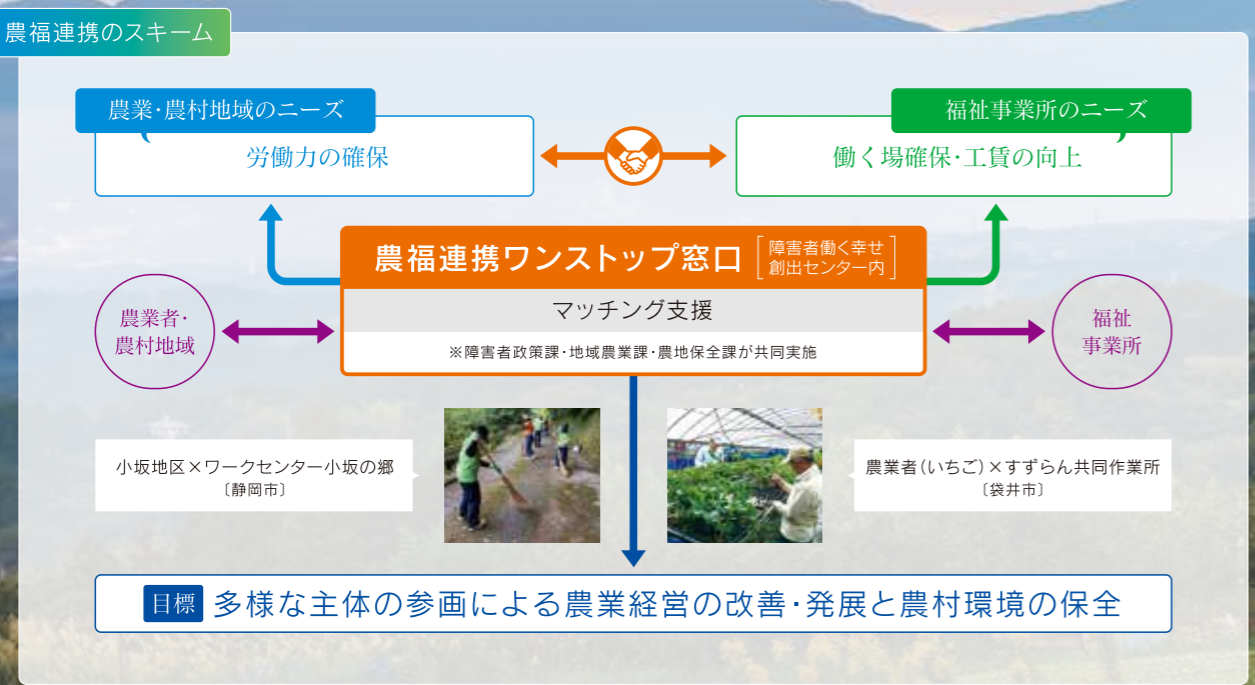 農福連携のスキーム
農業・農村地域のニーズ
労働力の確保
福祉事業所のニーズ
働く場確保・工賃の向上
農福連携ワンストップ窓口
障害者働く幸せ
創出センター内
マッチング支援
※障害者政策課・地域農業課・農地保全課が共同実施
農業者・
農村地域
福祉
事業所
小坂地区×ワークセンター小坂の郷
〔静岡市〕
農業者(いちご)×すずらん共同作業所
〔袋井市〕
目標 多様な主体の参画による農業経営の改善・発展と農村環境の保全